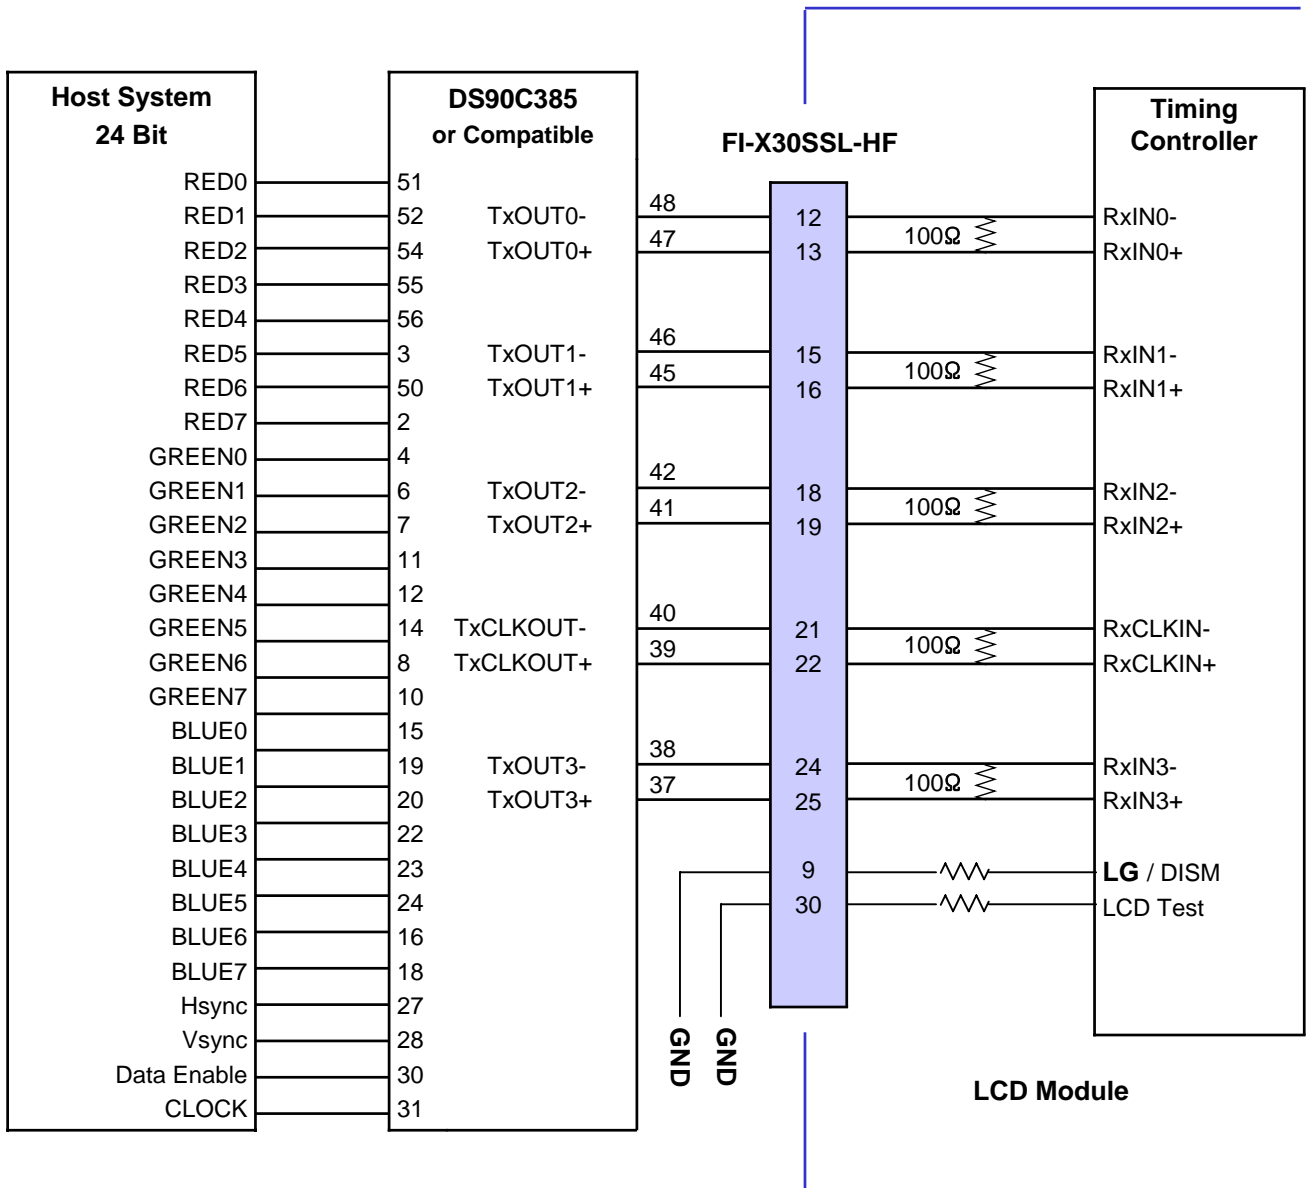 Host System
24 Bit
DS90C385
or Compatible
FI-X30SSL-HF
Timing
Controller
RED0 51
RED1 52 TxOUT0- 48 12 RxIN0-
100Ω
RED2 54 TxOUT0+ 47 13 RxIN0+
RED3 55
RED4 56
RED5 3 TxOUT1- 46 15 RxIN1-
100Ω
RED6 50 TxOUT1+ 45 16 RxIN1+
RED7 2
GREEN0 4
GREEN1 6 TxOUT2- 42 18 RxIN2-
100Ω
GREEN2 7 TxOUT2+ 41 19 RxIN2+
GREEN3 11
GREEN4 12
GREEN5 14 TxCLKOUT- 40 21 RxCLKIN-
100Ω
GREEN6 8 TxCLKOUT+ 39 22 RxCLKIN+
GREEN7 10
BLUE0 15
BLUE1 19 TxOUT3- 38 24 RxIN3-
100Ω
BLUE2 20 TxOUT3+ 37 25 RxIN3+
BLUE3 22
BLUE4 23 9 LG / DISM
BLUE5 24 30 LCD Test
BLUE6 16
BLUE7 18
Hsync 27
Vsync 28
Data Enable 30
CLOCK 31
GND
GND
LCD Module